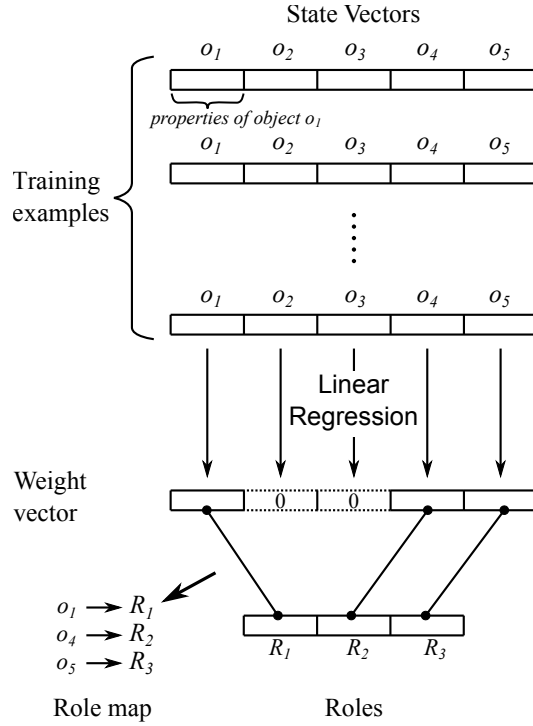 State Vectors
o1 o2 o3 o4 o5
properties of object o1
o1 o2 o3 o4 o5
Training
examples
o1 o2 o3 o4 o5
Linear
Regression
Weight
vector
0 0
o1 R1
o4 R2
o5 R3
R1 R2 R3
Role map
Roles